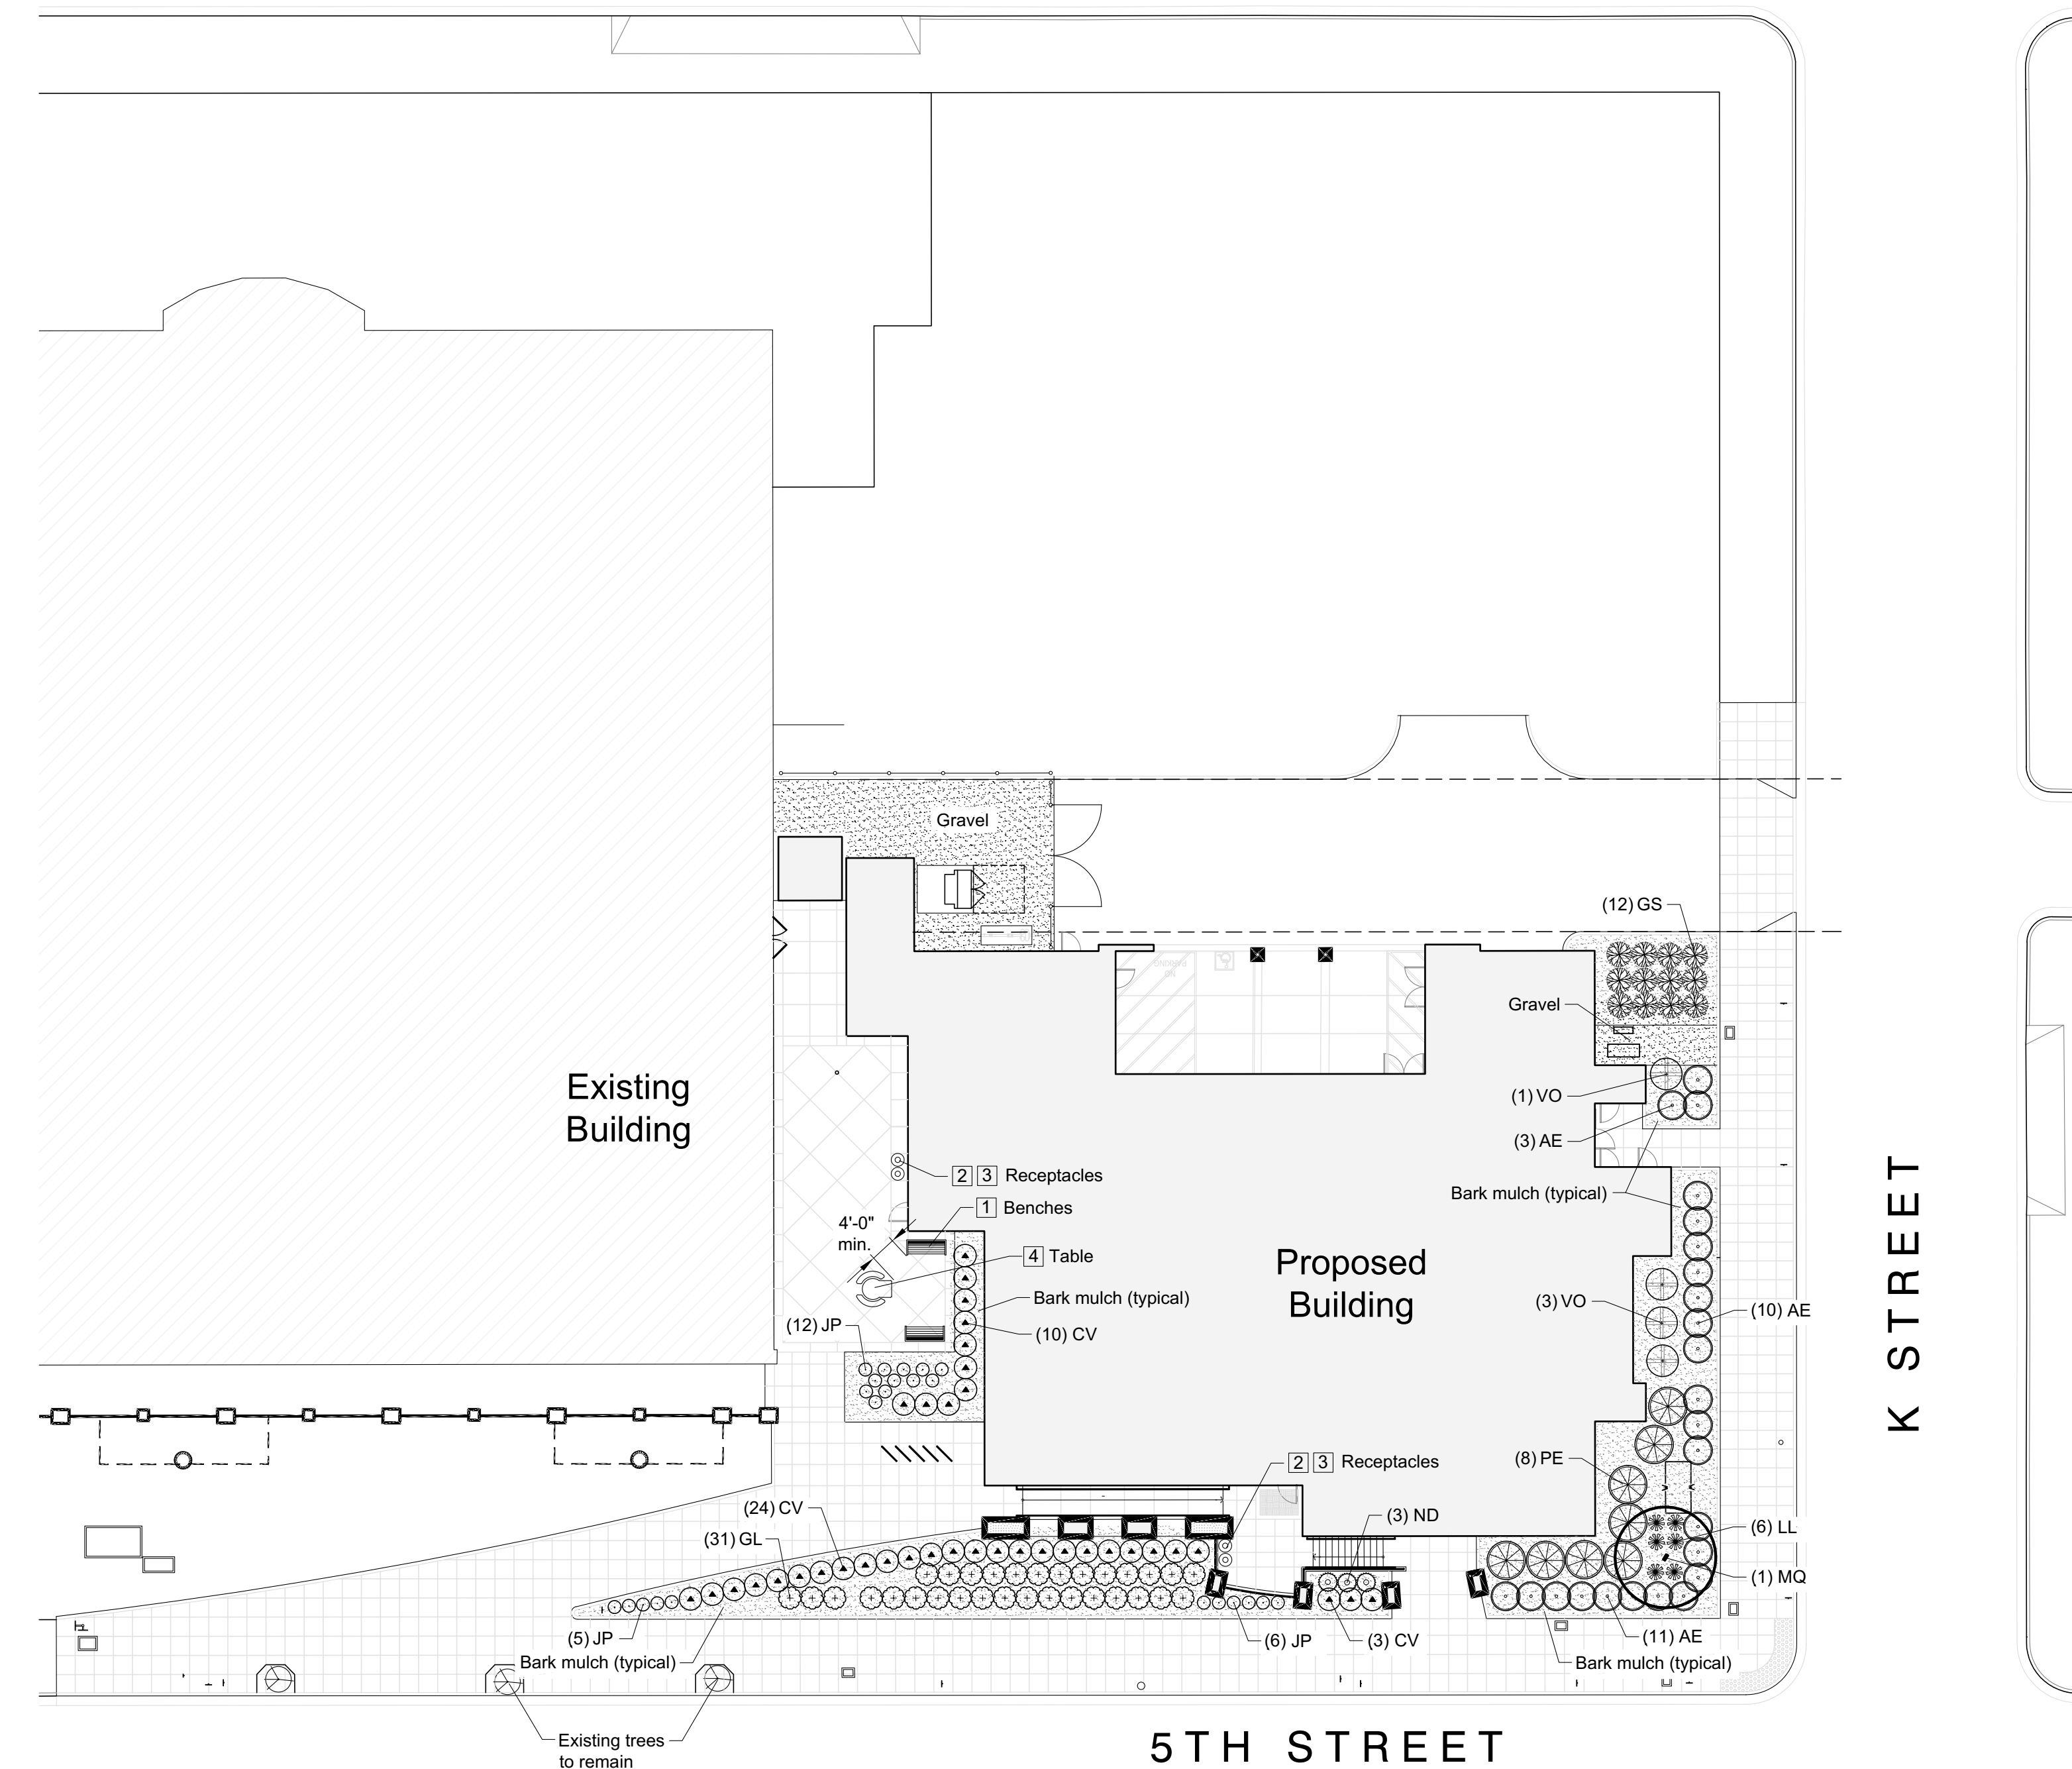 Gravel
(12) GS
Gravel
Existing
Building
(1) VO
(3) AE
2 3 Receptacles
1 Benches
Bark mulch (typical)
4'-0"
min.
4 Table
Proposed
Building
Bark mulch (typical)
(3) VO
(10) AE
(12) JP
(10) CV
K STREET
2 3 Receptacles
(8) PE
(24) CV
(3) ND
(31) GL
(6) LL
(1) MQ
(5) JP
(6) JP
(3) CV
(11) AE
Bark mulch (typical)
Bark mulch (typical)
Existing trees
to remain
5TH STREET
NO
PARKING